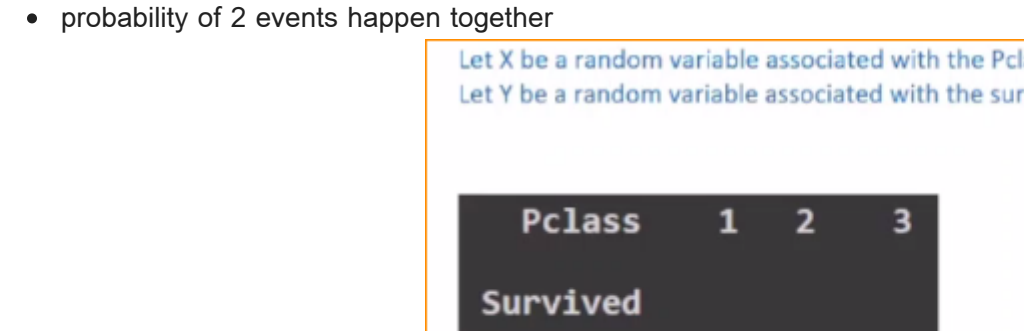 • probability of 2 events happen together
Let X be a random variable associated with the
Let Y be a random variable associated with the
Pclass 1 2 3
Survived